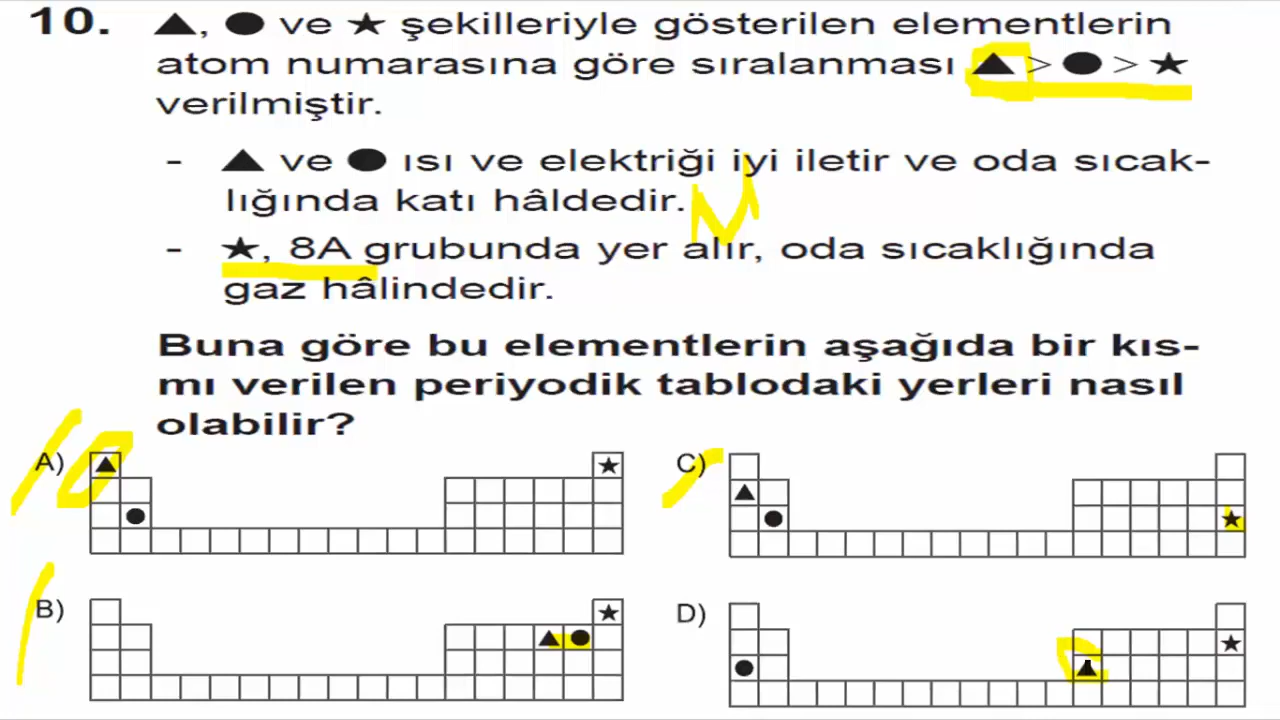 10. ▲, ● ve ★ şekilleriyle gösterilen elementlerin
atom numarasına göre sıralanması ▲ > ● > ★
verilmiştir.
- ▲ ve ● ısı ve elektriği iyi iletir ve oda sıcak-
lığında katı hâldedir.
- ★, 8A grubunda yer alır, oda sıcaklığında
gaz hâlindedir.
Buna göre bu elementlerin aşağıda bir kıs-
mı verilen periyodik tablodaki yerleri nasıl
olabilir?
A)
B)
C)
D)